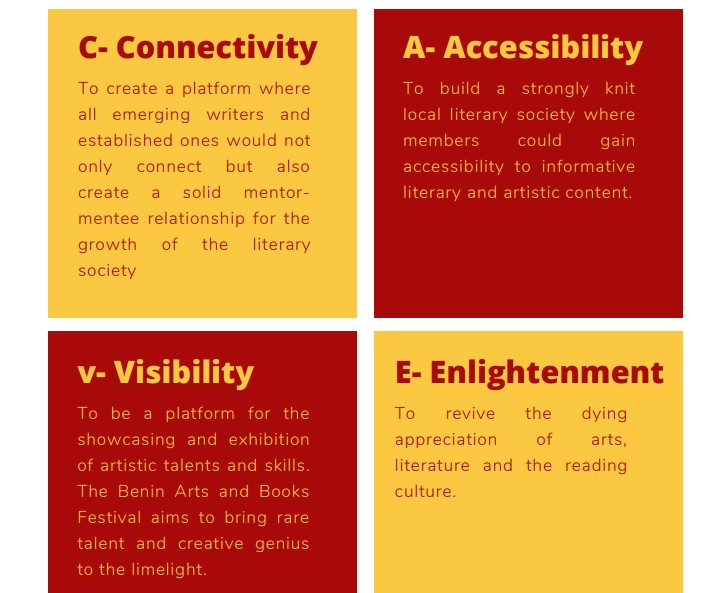 C- Connectivity
To create a platform where
all emerging writers and
established ones would not
only connect but also
create a solid mentor-
mentee relationship for the
growth of the literary
society
A- Accessibility
To build a strongly knit
local literary society where
members could gain
accessibility to informative
literary and artistic content.
v- Visibility
To be a platform for the
showcasing and exhibition
of artistic talents and skills.
The Benin Arts and Books
Festival aims to bring rare
talent and creative genius
to the limelight.
E- Enlightenment
To revive the dying
appreciation of arts,
literature and the reading
culture.